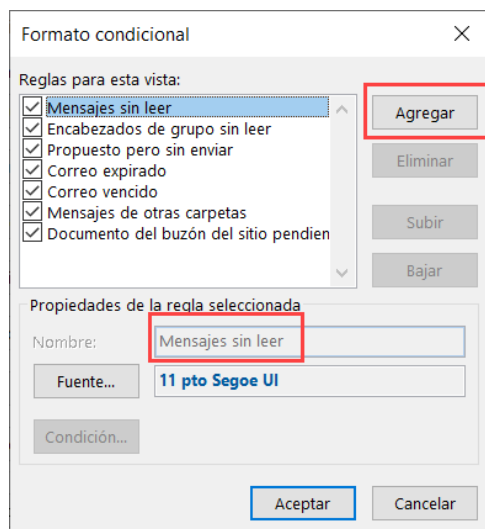 Formato condicional
Reglas para esta vista:
Mensajes sin leer
Encabezados de grupo sin leer
Propuesto pero sin enviar
Correo expirado
Correo vencido
Mensajes de otras carpetas
Documento del buzón del sitio pendien
Agregar
Eliminar
Subir
Bajar
Propiedades de la regla seleccionada
Nombre:
Mensajes sin leer
Fuente...
11 pto Segoe UI
Condición...
Aceptar
Cancelar